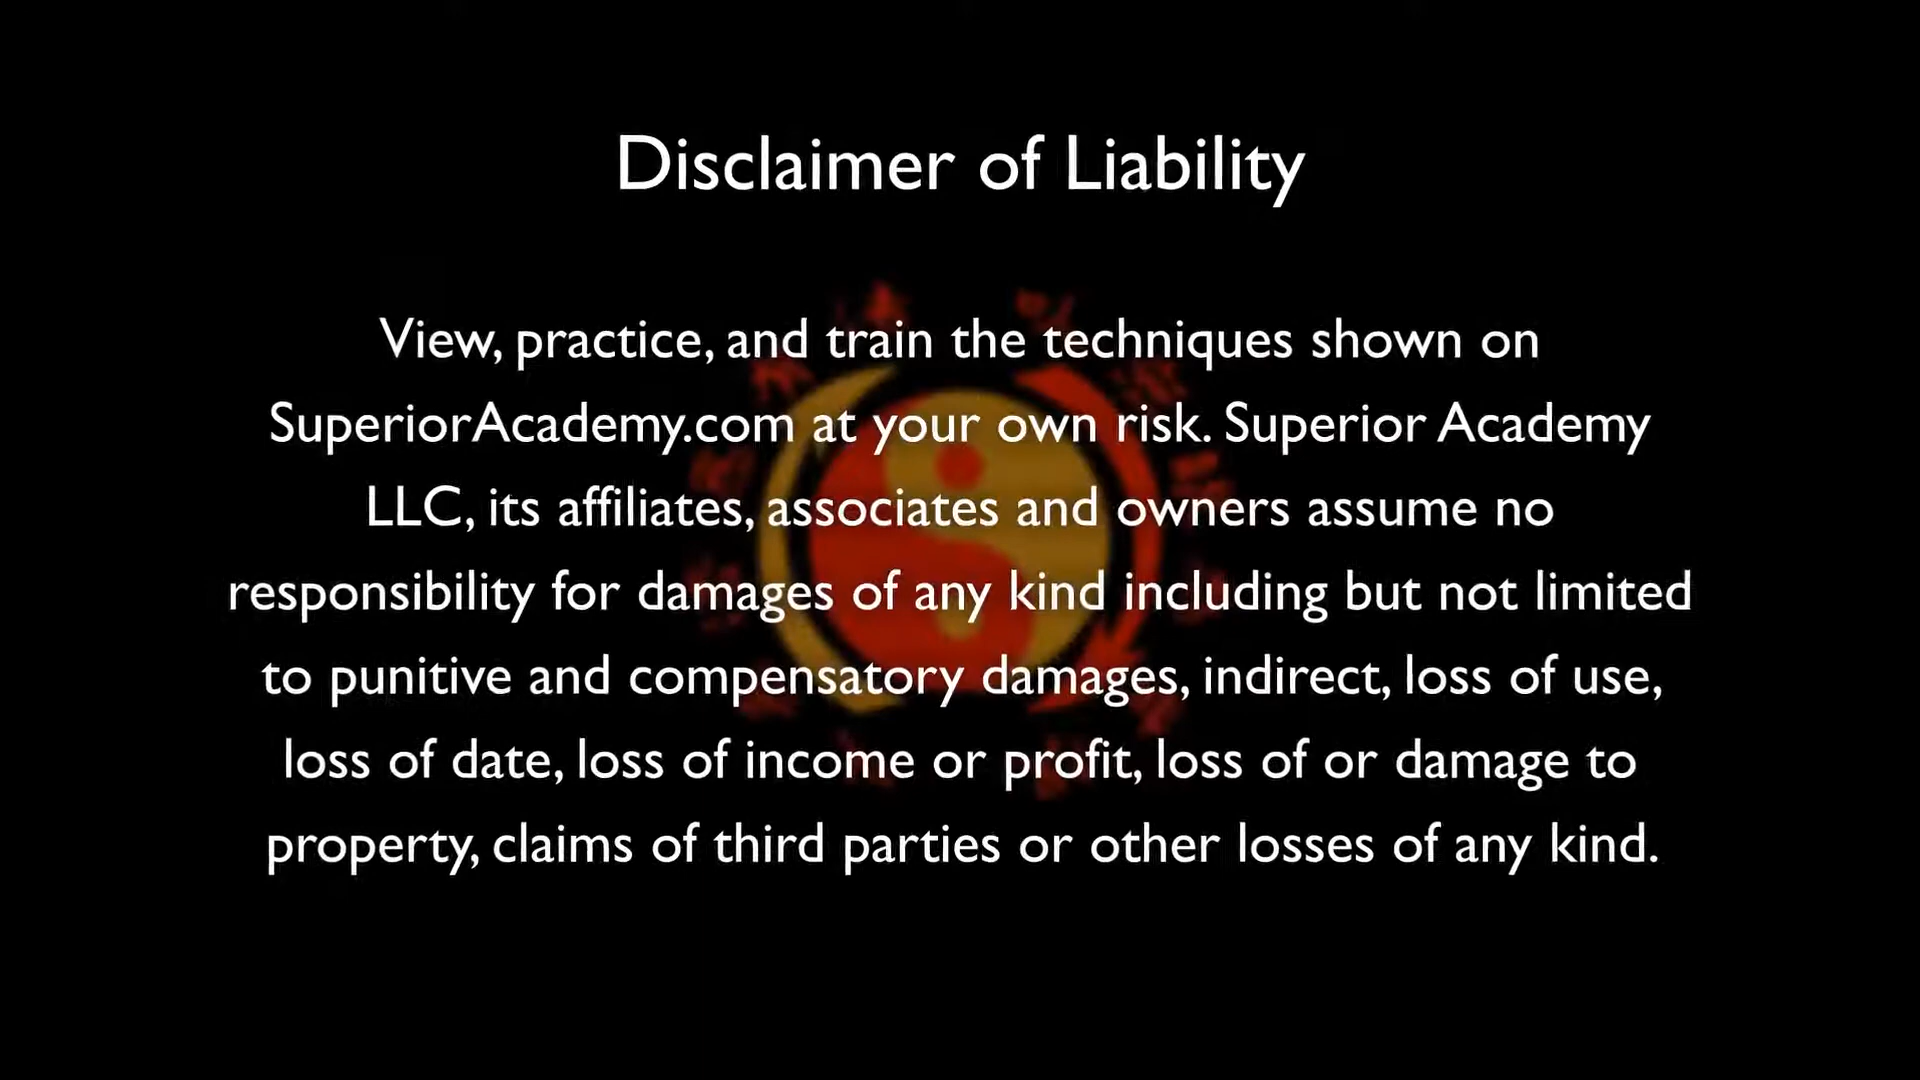 Disclaimer of Liability
View, practice, and train the techniques shown on
SuperiorAcademy.com at your own risk. Superior Academy
LLC, its affiliates, associates and owners assume no
responsibility for damages of any kind including but not limited
to punitive and compensatory damages, indirect, loss of use,
loss of date, loss of income or profit, loss of or damage to
property, claims of third parties or other losses of any kind.